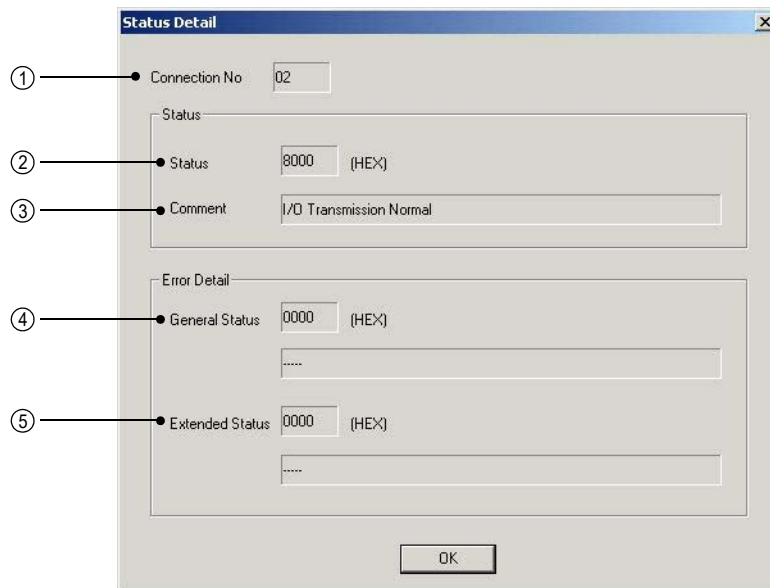 Status Detail
① Connection No 02
Status
② Status 8000 (HEX)
③ Comment I/O Transmission Normal
Error Detail
④ General Status 0000 (HEX)
-----
⑤ Extended Status 0000 (HEX)
-----
OK